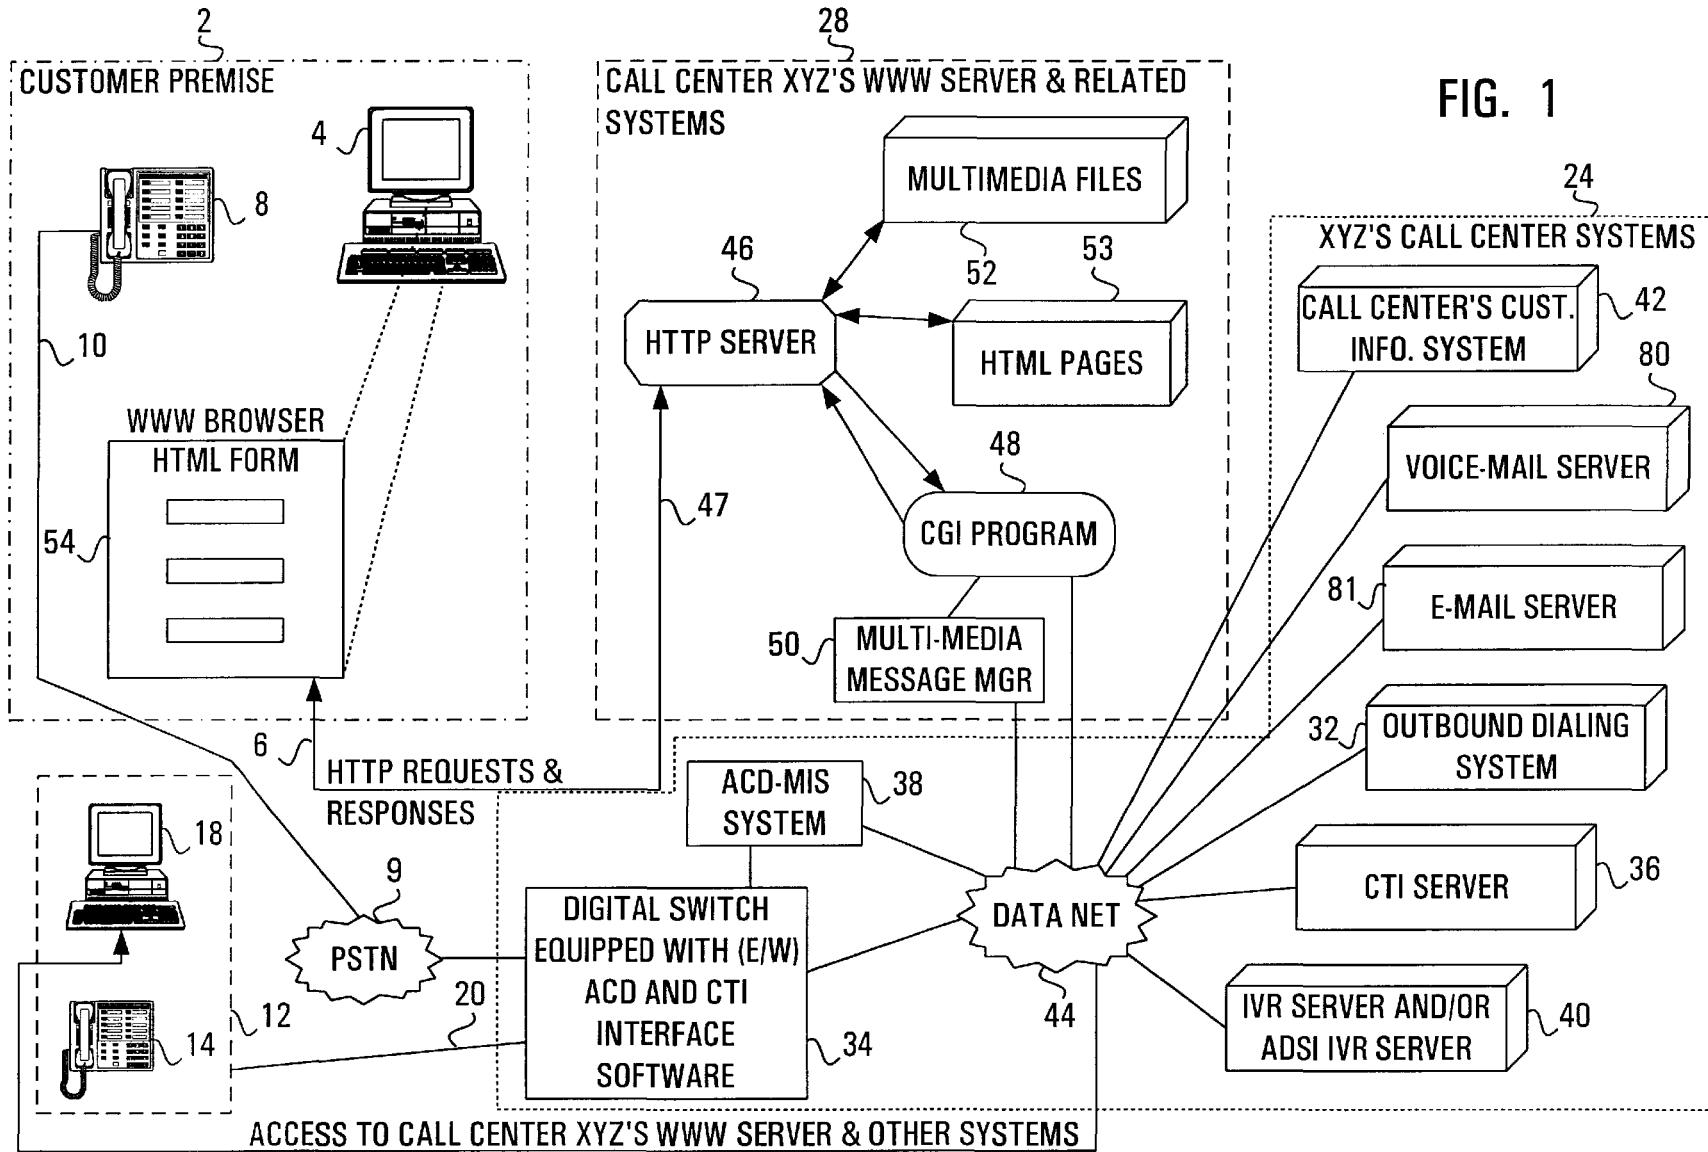 2
28
CUSTOMER PREMISE
CALL CENTER XYZ'S WWW SERVER & RELATED
SYSTEMS
FIG. 1
4
8
MULTIMEDIA FILES
24
XYZ'S CALL CENTER SYSTEMS
46
52
53
CALL CENTER'S CUST.
INFO. SYSTEM
42
10
HTTP SERVER
HTML PAGES
80
WWW BROWSER
HTML FORM
48
VOICE-MAIL SERVER
47
54
CGI PROGRAM
81
E-MAIL SERVER
50
MULTI-MEDIA
MESSAGE MGR
32
OUTBOUND DIALING
SYSTEM
6
HTTP REQUESTS &
RESPONSES
ACD-MIS
SYSTEM
38
18
9
PSTN
DIGITAL SWITCH
EQUIPPED WITH (E/W)
ACD AND CTI
INTERFACE
SOFTWARE
DATA NET
CTI SERVER
36
20
12
14
34
44
IVR SERVER AND/OR
ADSI IVR SERVER
40
ACCESS TO CALL CENTER XYZ'S WWW SERVER & OTHER SYSTEMS